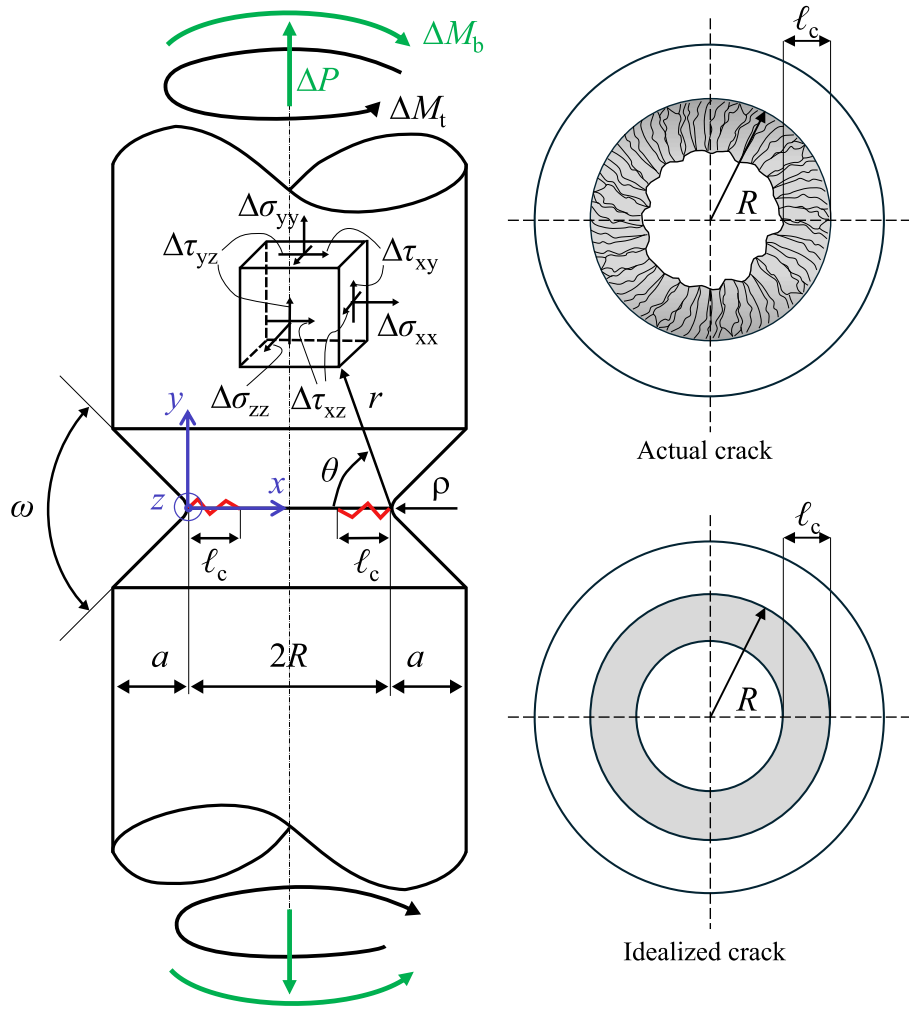 ΔM_b
ΔP
ΔM_t
Δσ_yy
Δτ_yz
Δτ_xy
Δσ_xx
Δσ_zz
Δτ_xz
r
y
θ
ω
z
x
ρ
ℓ_c
ℓ_c
a
2R
a
ℓ_c
R
Actual crack
ℓ_c
R
Idealized crack